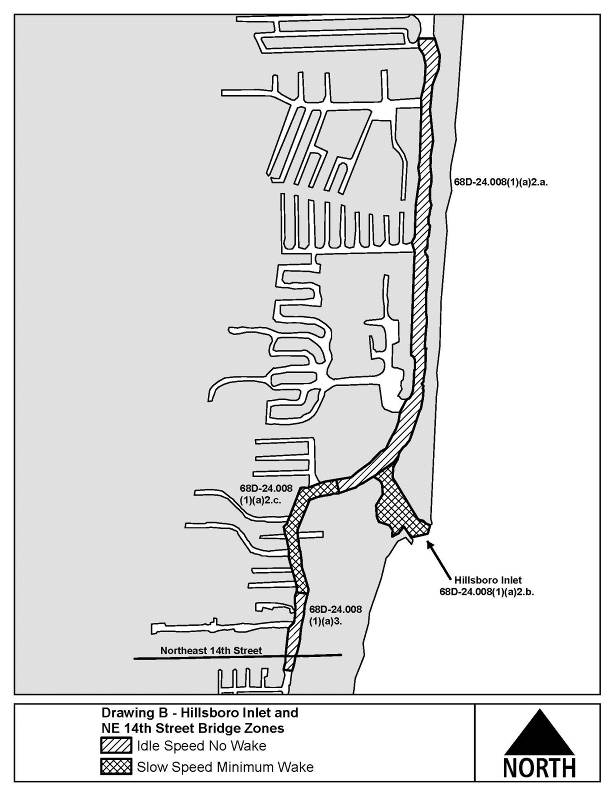 68D-24.008(1)(a)2.a.
68D-24.008
(1)(a)2.c.
Hillsboro Inlet
68D-24.008(1)(a)2.b.
68D-24.008
(1)(a)3.
Northeast 14th Street
Drawing B - Hillsboro Inlet and
NE 14th Street Bridge Zones
Idle Speed No Wake
Slow Speed Minimum Wake
NORTH